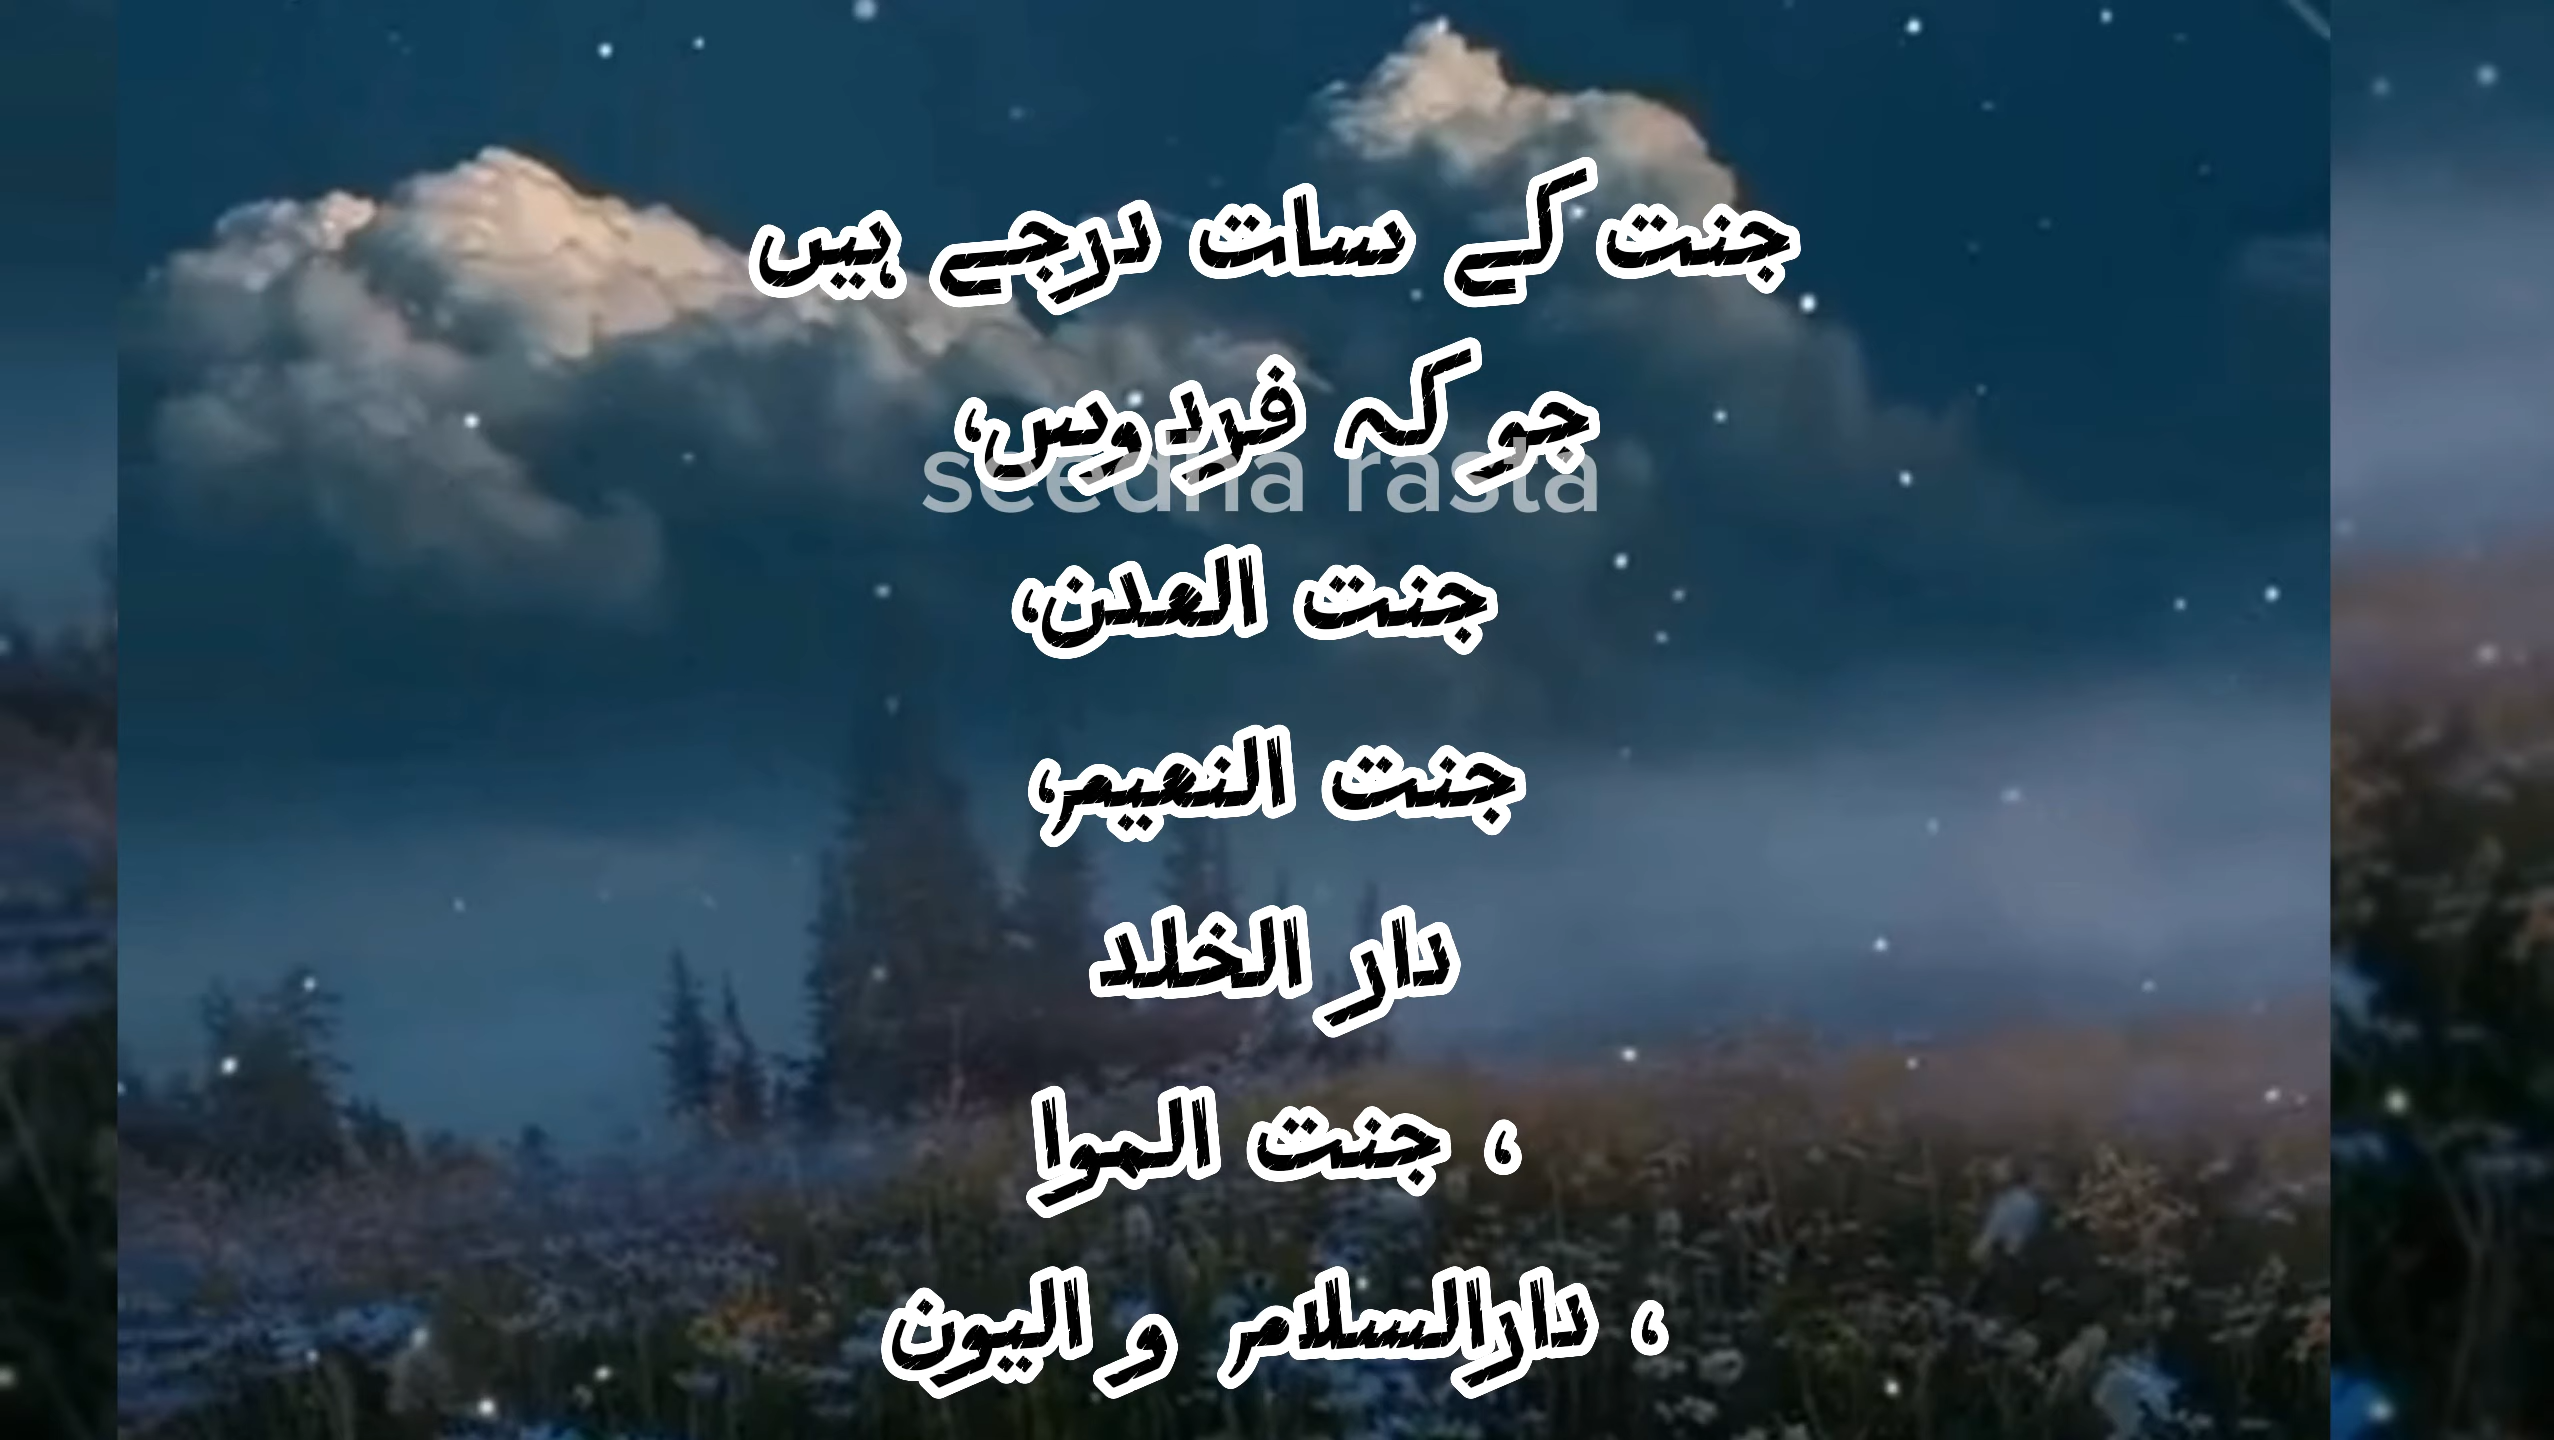 جنت کے سات درجے ہیں
جو کہ فردوس،
seedha rasta
جنت العدن،
جنت النعیم،
دار الخلد
، جنت الموا
، دارالسلام و الیون